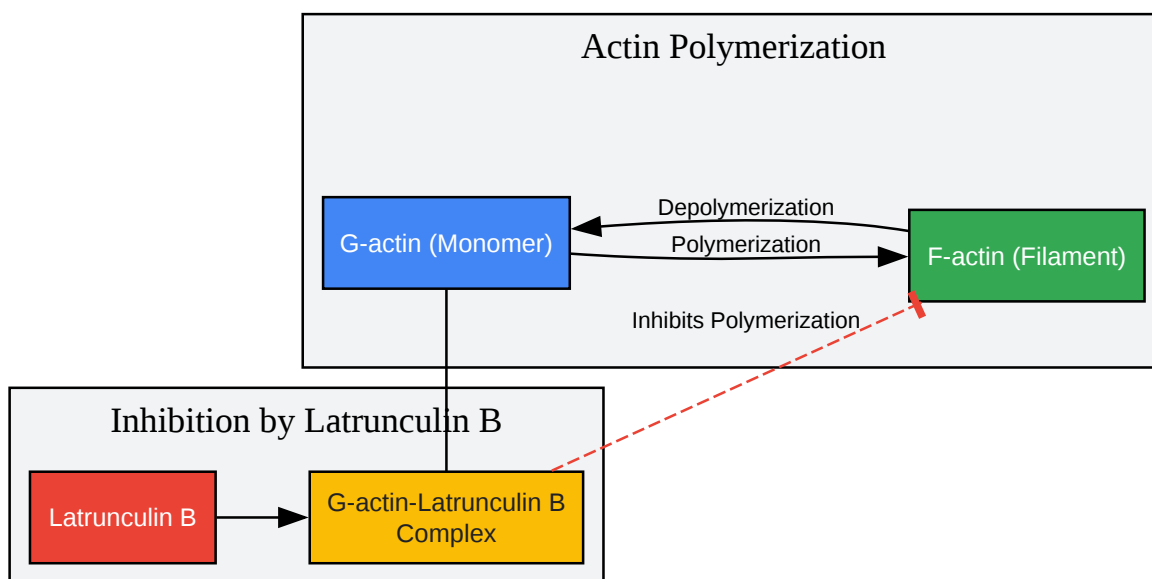 Actin Polymerization
Depolymerization
G-actin (Monomer)
Polymerization
F-actin (Filament)
Inhibits Polymerization
Inhibition by Latrunculin B
Latrunculin B
G-actin-Latrunculin B
Complex